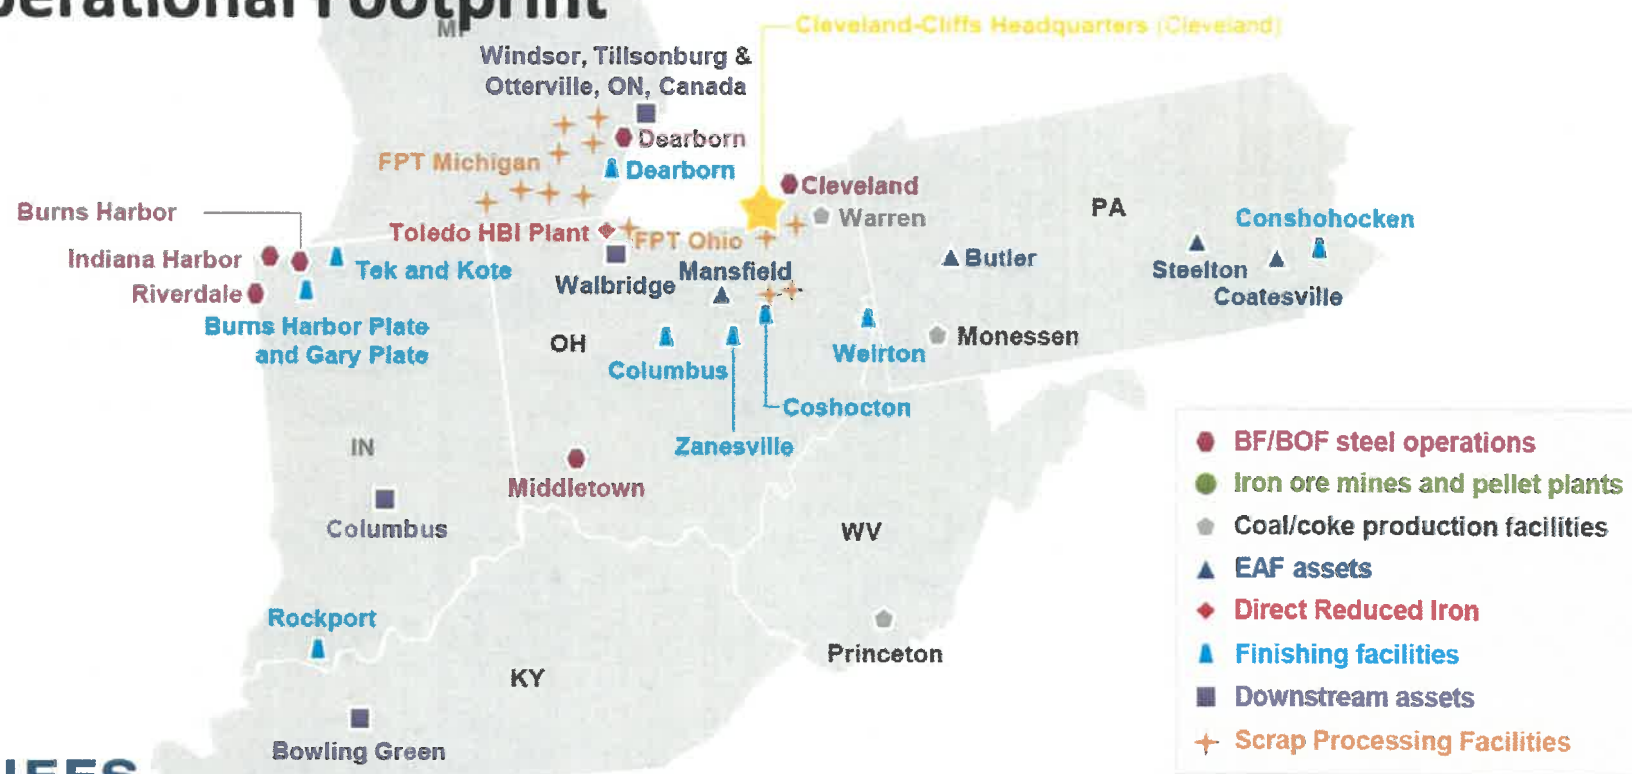 perational Footprint
MI
Cleveland-Cliffs Headquarters (Cleveland)
Windsor, Tillsonburg &
Otterville, ON, Canada
Dearborn
FPT Michigan
Dearborn
Cleveland
Warren
PA
Burns Harbor
Conshohocken
Toledo HBI Plant
FPT Ohio
Indiana Harbor
Tek and Kote
Butler
Steelton
Walbridge
Mansfield
Riverdale
Coatesville
Burns Harbor Plate
and Gary Plate
OH
Monessen
Weirton
Columbus
Coshocton
Zanesville
IN
Middletown
Columbus
WV
Rockport
Princeton
KY
Bowling Green
BF/BOF steel operations
Iron ore mines and pellet plants
Coal/coke production facilities
EAF assets
Direct Reduced Iron
Finishing facilities
Downstream assets
Scrap Processing Facilities